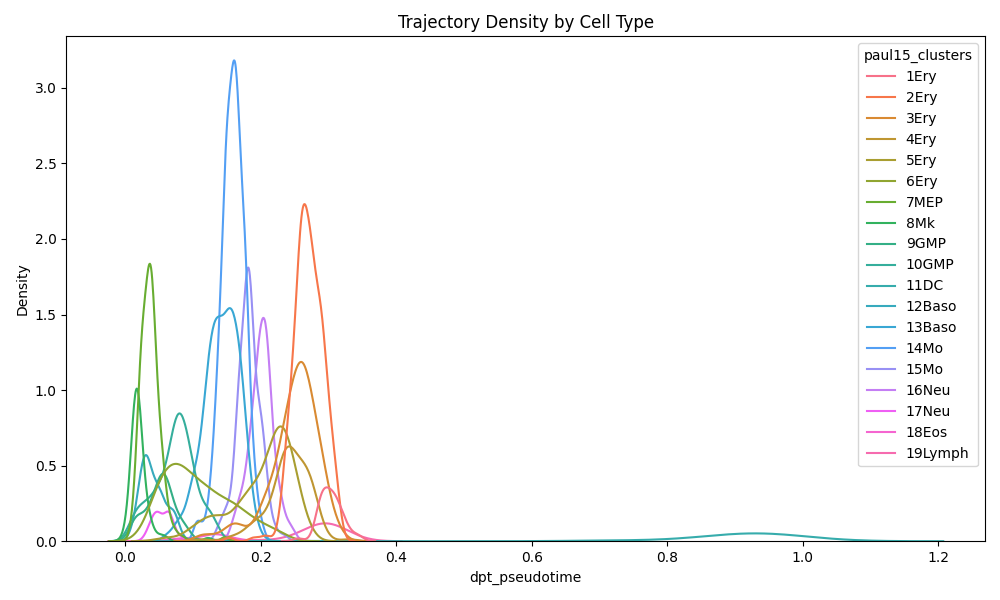 Trajectory Density by Cell Type
Density
3.0
2.5
2.0
1.5
1.0
0.5
0.0
0.0 0.2 0.4 0.6 0.8 1.0 1.2
dpt_pseudotime
paul15_clusters
1Ery
2Ery
3Ery
4Ery
5Ery
6Ery
7MEP
8Mk
9GMP
10GMP
11DC
12Baso
13Baso
14Mo
15Mo
16Neu
17Neu
18Eos
19Lymph